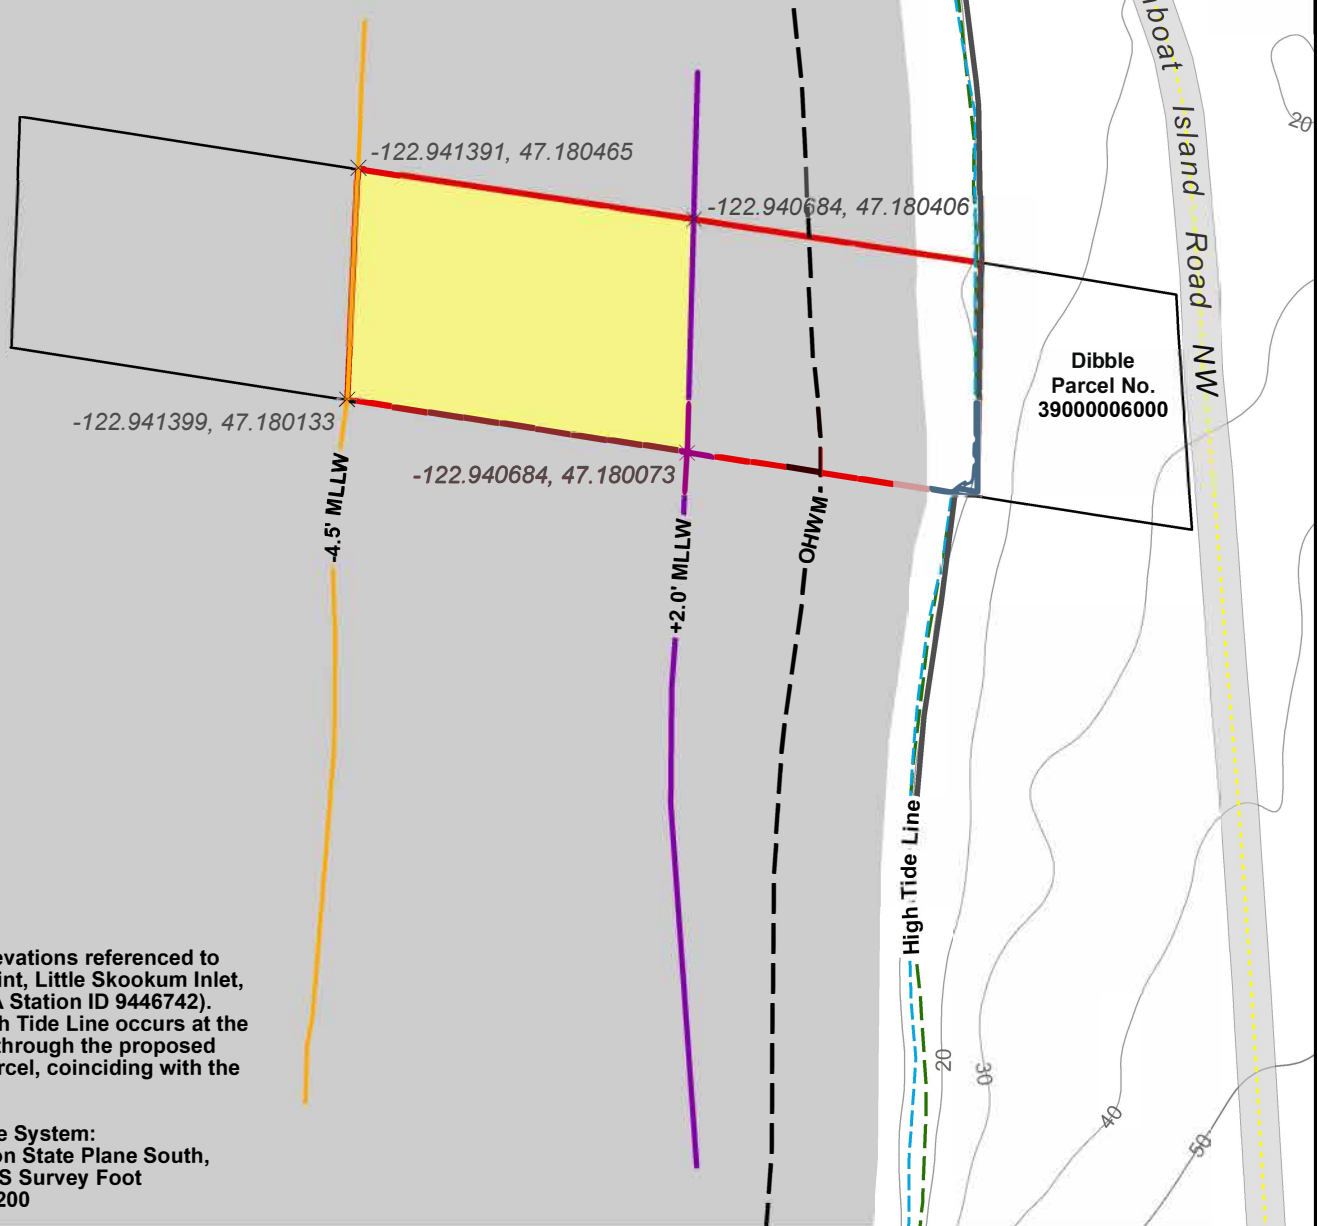 boat Island Road NW
20
-122.941391, 47.180465
-122.940684, 47.180406
Dibble
Parcel No.
39000006000
-122.941399, 47.180133
-122.940684, 47.180073
-4.5' MLLW
+2.0' MLLW
OHWM
High Tide Line
evations referenced to
int, Little Skookum Inlet,
A Station ID 9446742).
h Tide Line occurs at the
through the proposed
rcel, coinciding with the
e System:
on State Plane South,
S Survey Foot
200
20
30
40
50